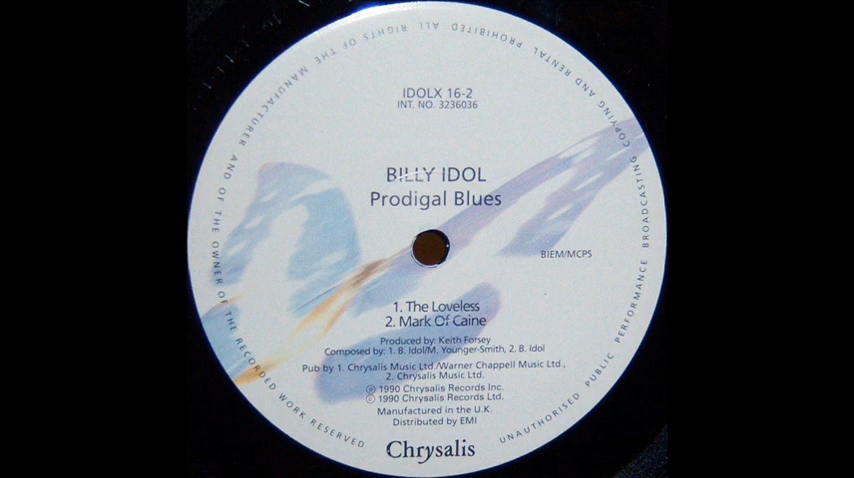 IDOLX 16-2
INT. NO. 3236036
BILLY IDOL
Prodigal Blues
BIEM/MCPS
1. The Loveless
2. Mark Of Caine
Produced by: Keith Forsey
Composed by: 1. B. Idol/M. Younger-Smith, 2. B. Idol
Pub by 1. Chrysalis Music Ltd./Warner Chappell Music Ltd.,
2. Chrysalis Music Ltd.
Ⓟ 1990 Chrysalis Records Inc.
© 1990 Chrysalis Records Ltd.
Manufactured in the U.K.
Distributed by EMI
Chrysalis
ALL RIGHTS OF THE MANUFACTURER AND OF THE OWNER OF THE RECORDED WORK RESERVED
UNAUTHORISED PUBLIC PERFORMANCE BROADCASTING COPYING AND RENTAL PROHIBITED